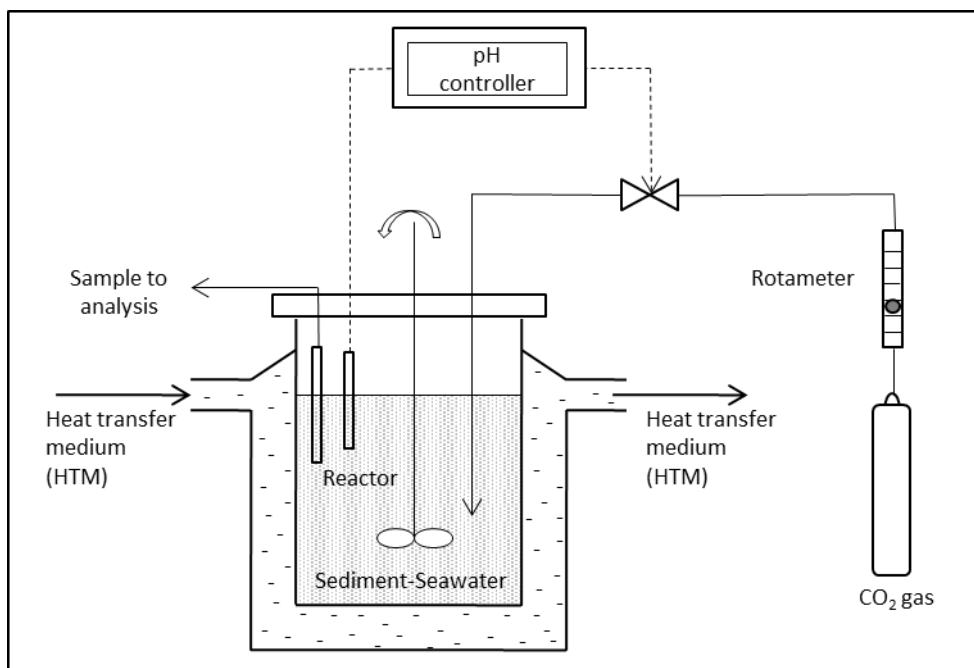 pH
controller
Sample to
analysis
Rotameter
Heat transfer
medium
(HTM)
Heat transfer
medium
(HTM)
Reactor
Sediment-Seawater
CO₂ gas